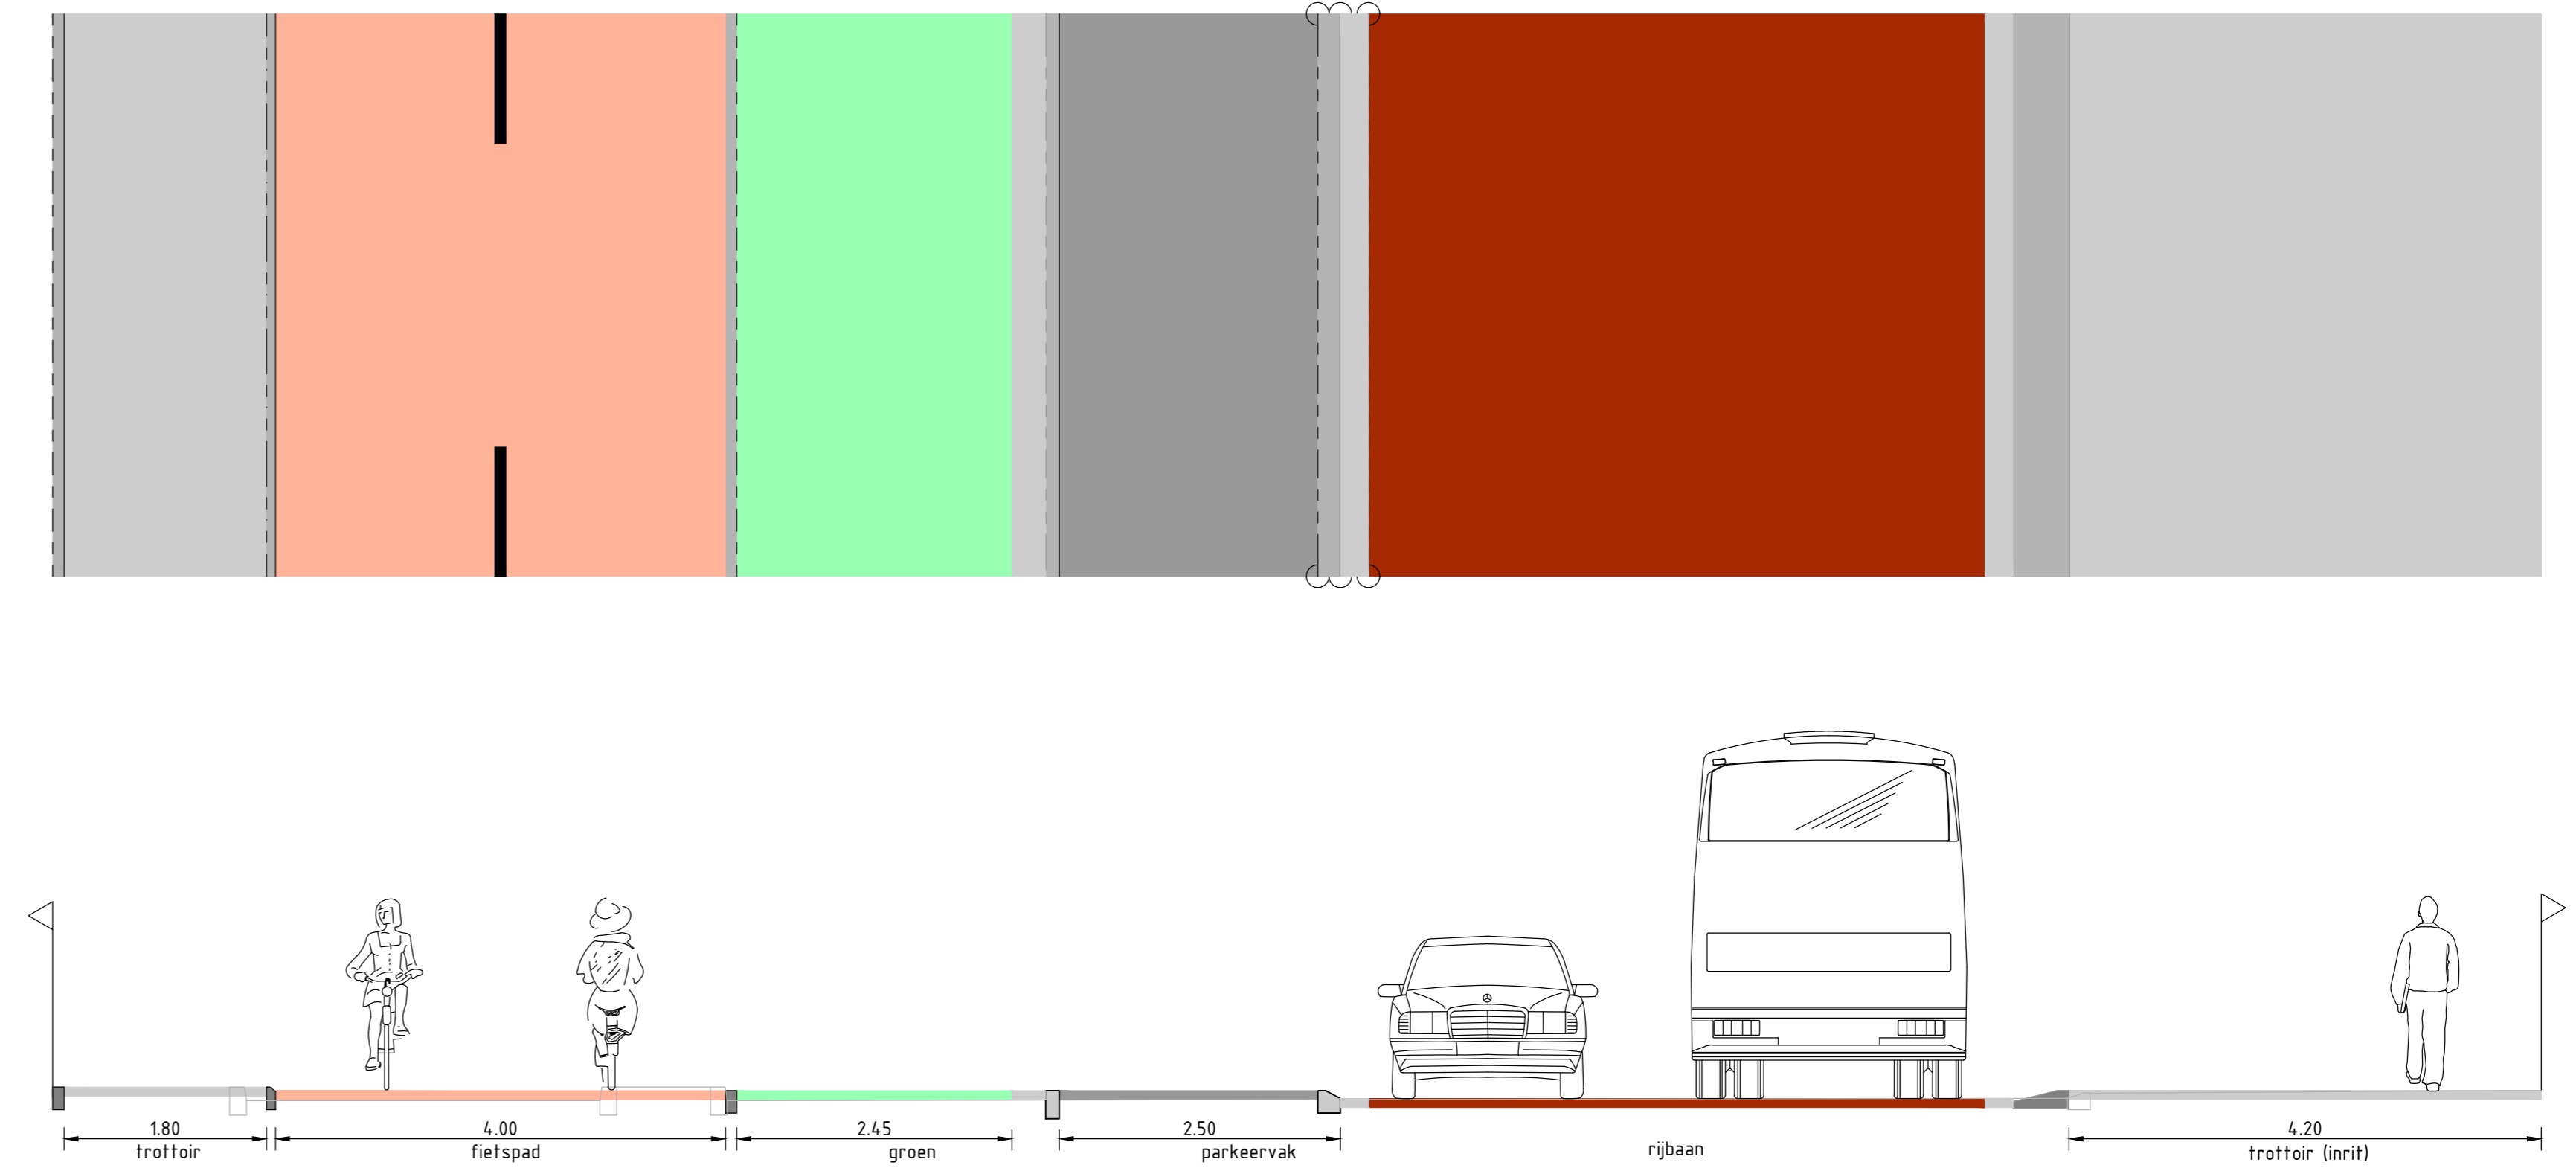 1.80
trottoir
4.00
fietspad
2.45
groen
2.50
parkeervak
rijbaan
4.20
trottoir (inrit)